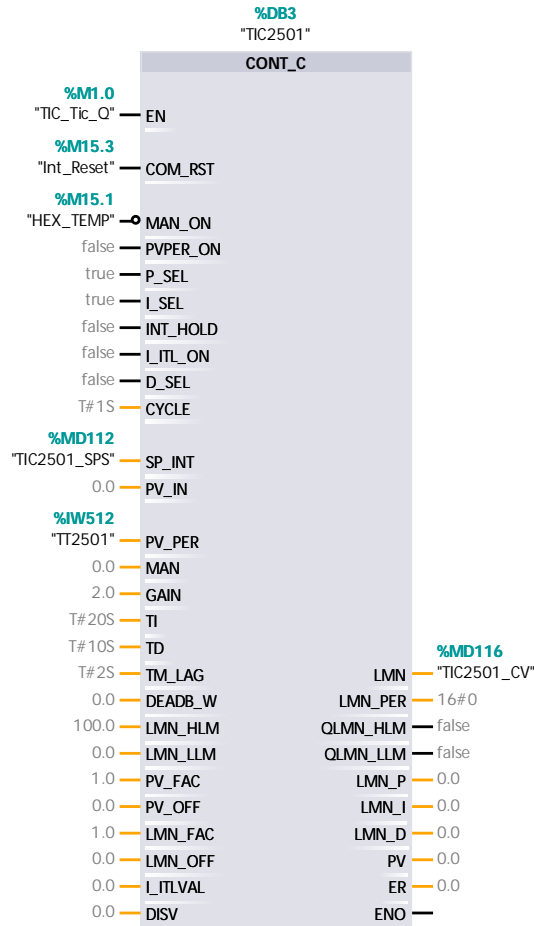 %DB3
"TIC2501"
CONT_C
%M1.0
"TIC_Tic_Q" EN
%M15.3
"Int_Reset" COM_RST
%M15.1
"HEX_TEMP" MAN_ON
false PVPER_ON
true P_SEL
true I_SEL
false INT_HOLD
false I_ITL_ON
false D_SEL
T#1S CYCLE
%MD112
"TIC2501_SPS" SP_INT
0.0 PV_IN
%IW512
"TT2501" PV_PER
0.0 MAN
2.0 GAIN
T#20S TI
T#10S TD
%MD116
T#2S TM_LAG LMN "TIC2501_CV"
0.0 DEADB_W LMN_PER 16#0
100.0 LMN_HLM QLMN_HLM false
0.0 LMN_LLM QLMN_LLM false
1.0 PV_FAC LMN_P 0.0
0.0 PV_OFF LMN_I 0.0
1.0 LMN_FAC LMN_D 0.0
0.0 LMN_OFF PV 0.0
0.0 I_ITLVAL ER 0.0
0.0 DISV ENO